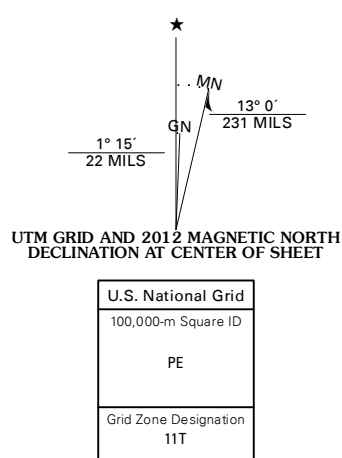 ★
MN
GN
13° 0´
231 MILS
1° 15´
22 MILS
UTM GRID AND 2012 MAGNETIC NORTH
DECLINATION AT CENTER OF SHEET
U.S. National Grid
100,000-m Square ID
PE
Grid Zone Designation
11T